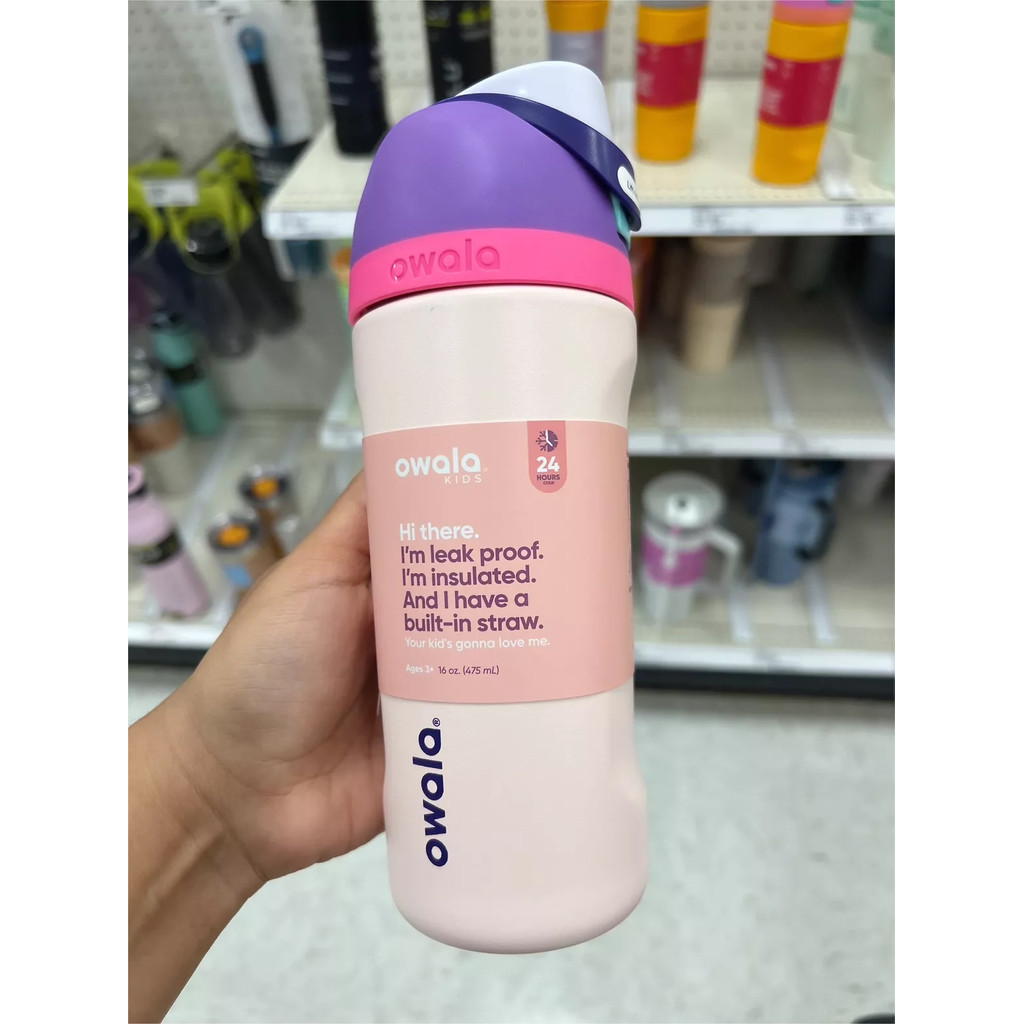 owala
owala
KIDS
24
HOURS
COLD
Hi there.
I'm leak proof.
I'm insulated.
And I have a
built-in straw.
Your kid's gonna love me.
Ages 3+ 16 oz. (475 mL)
owala®